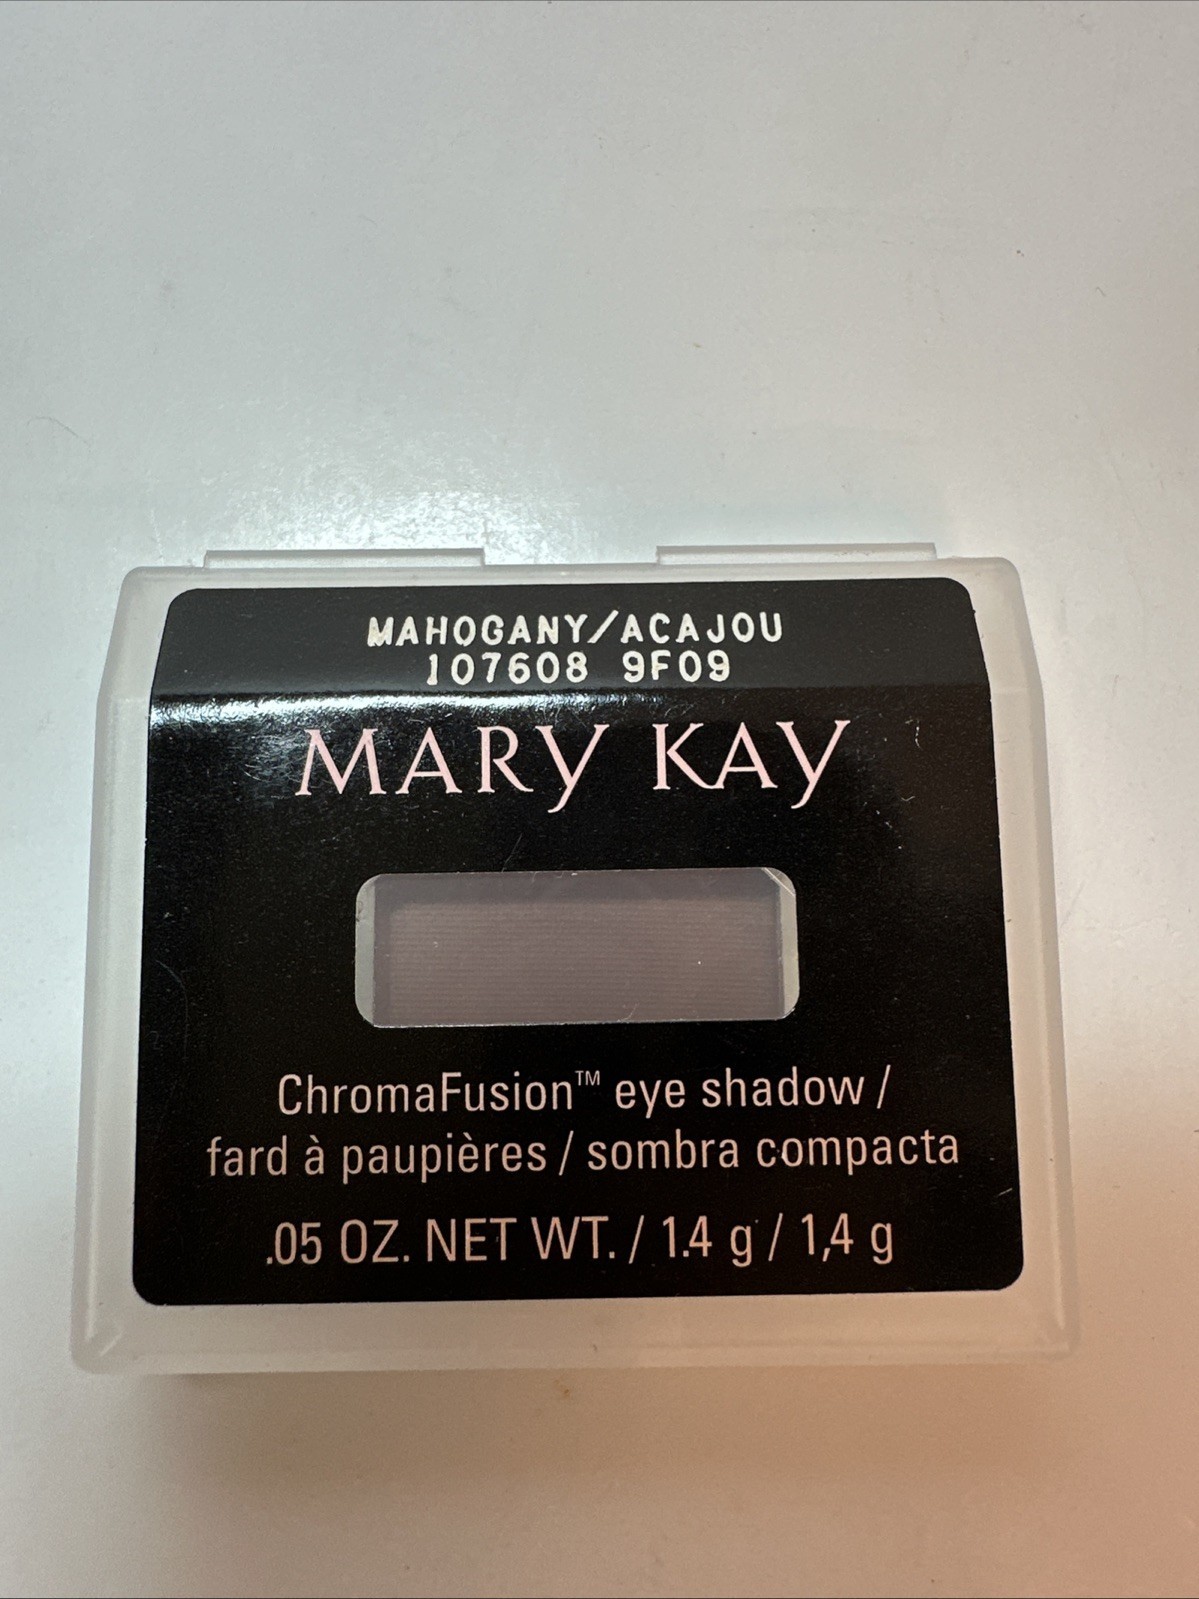 MAHOGANY/ACAJOU
107608 9F09
MARY KAY
ChromaFusion™ eye shadow /
fard à paupières / sombra compacta
.05 OZ. NET WT. / 1.4 g / 1,4 g